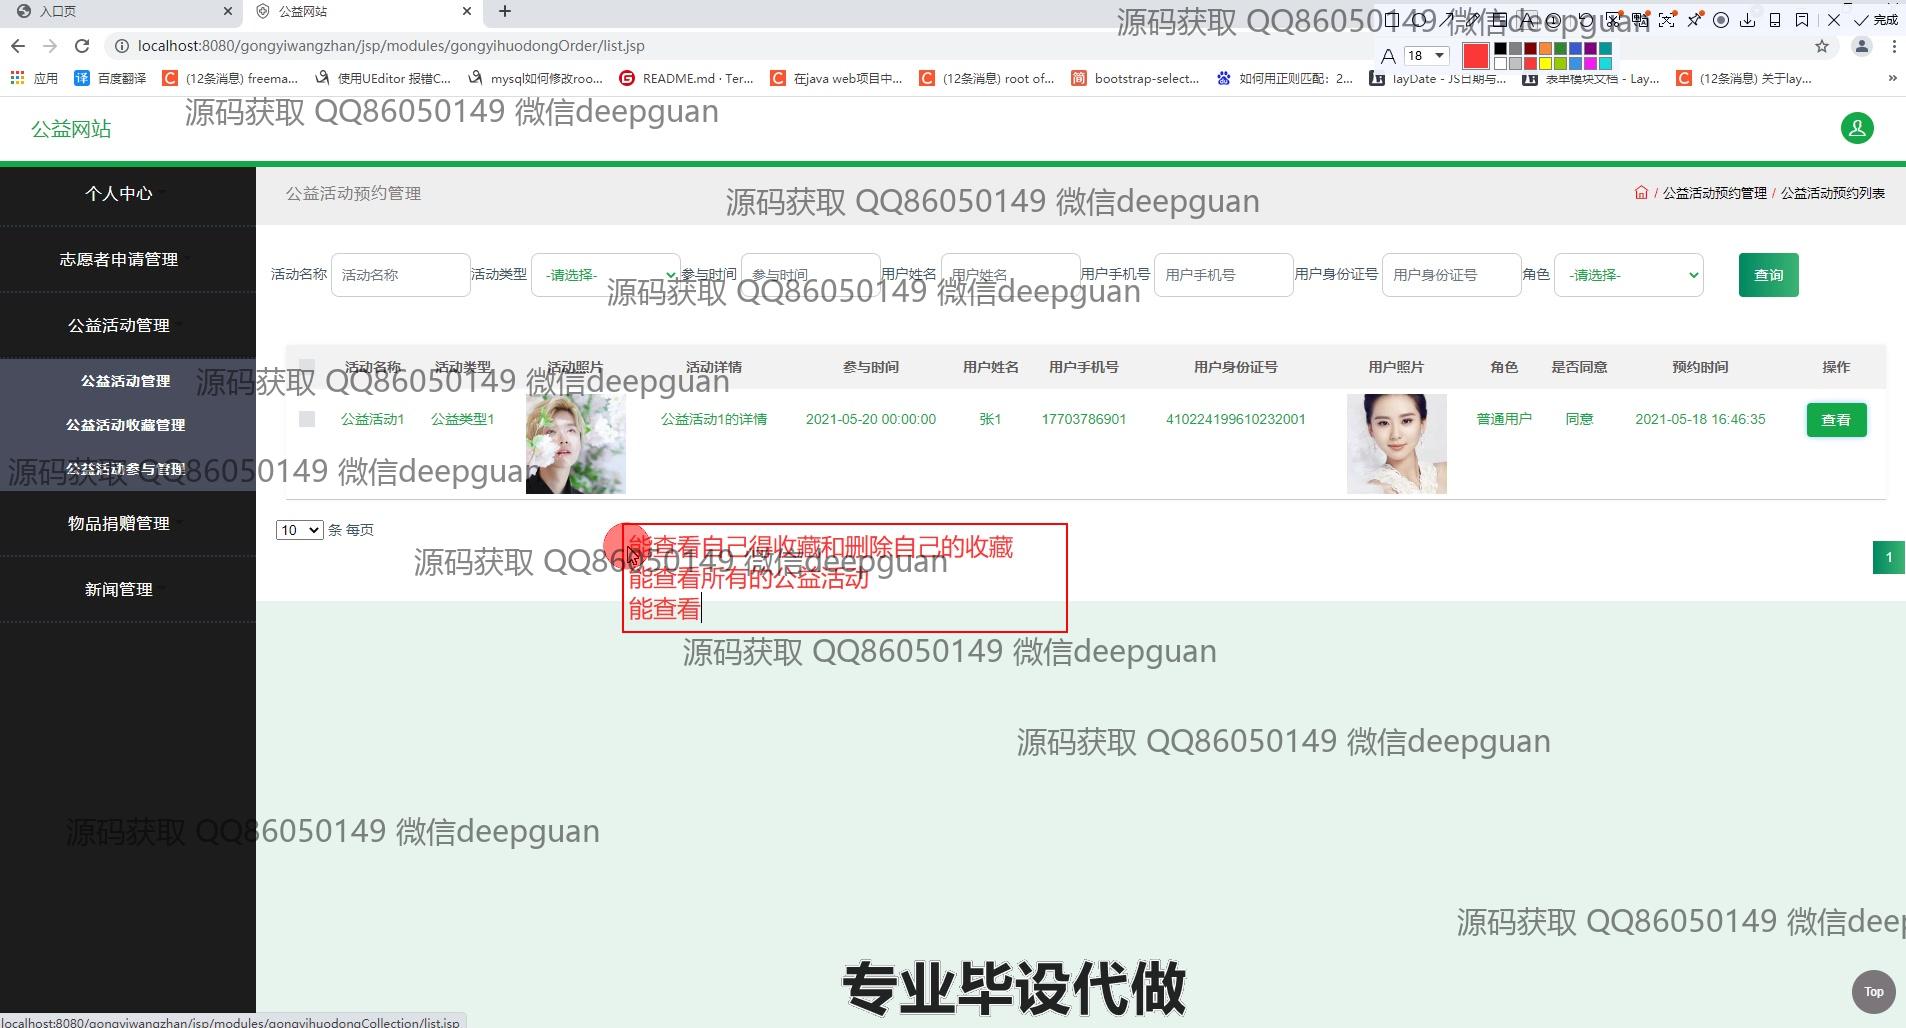 入口页
公益网站
源码获取 QQ86050149 微信deepguan
完成
localhost:8080/gongyiwangzhan/jsp/modules/gongyihuodongOrder/list.jsp
18
应用
百度翻译
(12条消息) freema...
使用UEditor 报错C...
mysql如何修改roo...
README.md · Ter...
在java web项目中...
(12条消息) root of...
bootstrap-select...
如何用正则匹配：2...
layDate - JS日期与...
表单模块文档 - Lay...
(12条消息) 关于lay...
源码获取 QQ86050149 微信deepguan
公益网站
个人中心
公益活动预约管理
源码获取 QQ86050149 微信deepguan
/ 公益活动预约管理 / 公益活动预约列表
志愿者申请管理
活动名称 活动名称 活动类型 -请选择- 参与时间 参与时间 用户姓名 用户姓名 用户手机号 用户手机号 用户身份证号 用户身份证号 角色 -请选择- 查询
源码获取 QQ86050149 微信deepguan
公益活动管理
活动名称 活动类型 活动照片 活动详情 参与时间 用户姓名 用户手机号 用户身份证号 用户照片 角色 是否同意 预约时间 操作
公益活动管理
源码获取 QQ86050149 微信deepguan
公益活动1 公益类型1 公益活动1的详情 2021-05-20 00:00:00 张1 17703786901 410224199610232001 普通用户 同意 2021-05-18 16:46:35 查看
公益活动收藏管理
公益活动参与管理
源码获取 QQ86050149 微信deepguan
物品捐赠管理
10 条 每页
能查看自己得收藏和删除自己的收藏
源码获取 QQ86050149 微信deepguan
1
能查看所有的公益活动
能查看
新闻管理
源码获取 QQ86050149 微信deepguan
源码获取 QQ86050149 微信deepguan
源码获取 QQ86050149 微信deepguan
源码获取 QQ86050149 微信deep
专业毕设代做
Top
localhost:8080/gongyiwangzhan/jsp/modules/gongyihuodongCollection/list.jsp